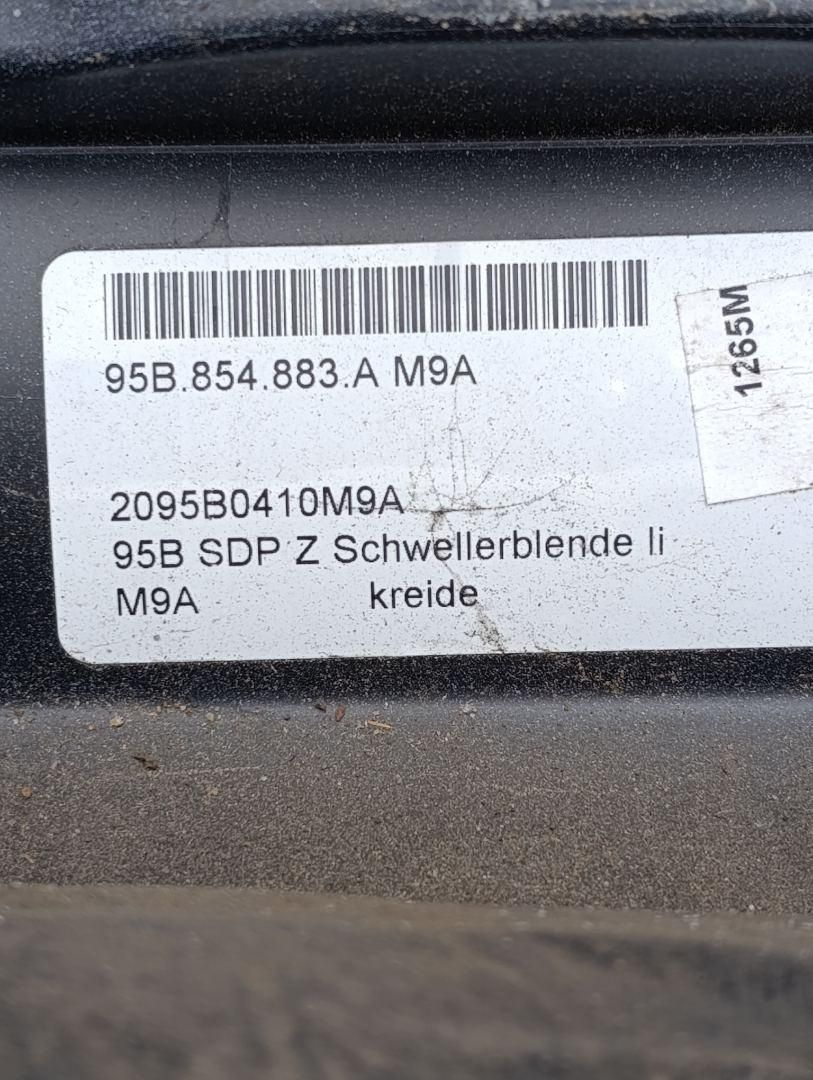 95B.854.883.A M9A
1265M
2095B0410M9A
95B SDP Z Schwellerblende li
M9A kreide